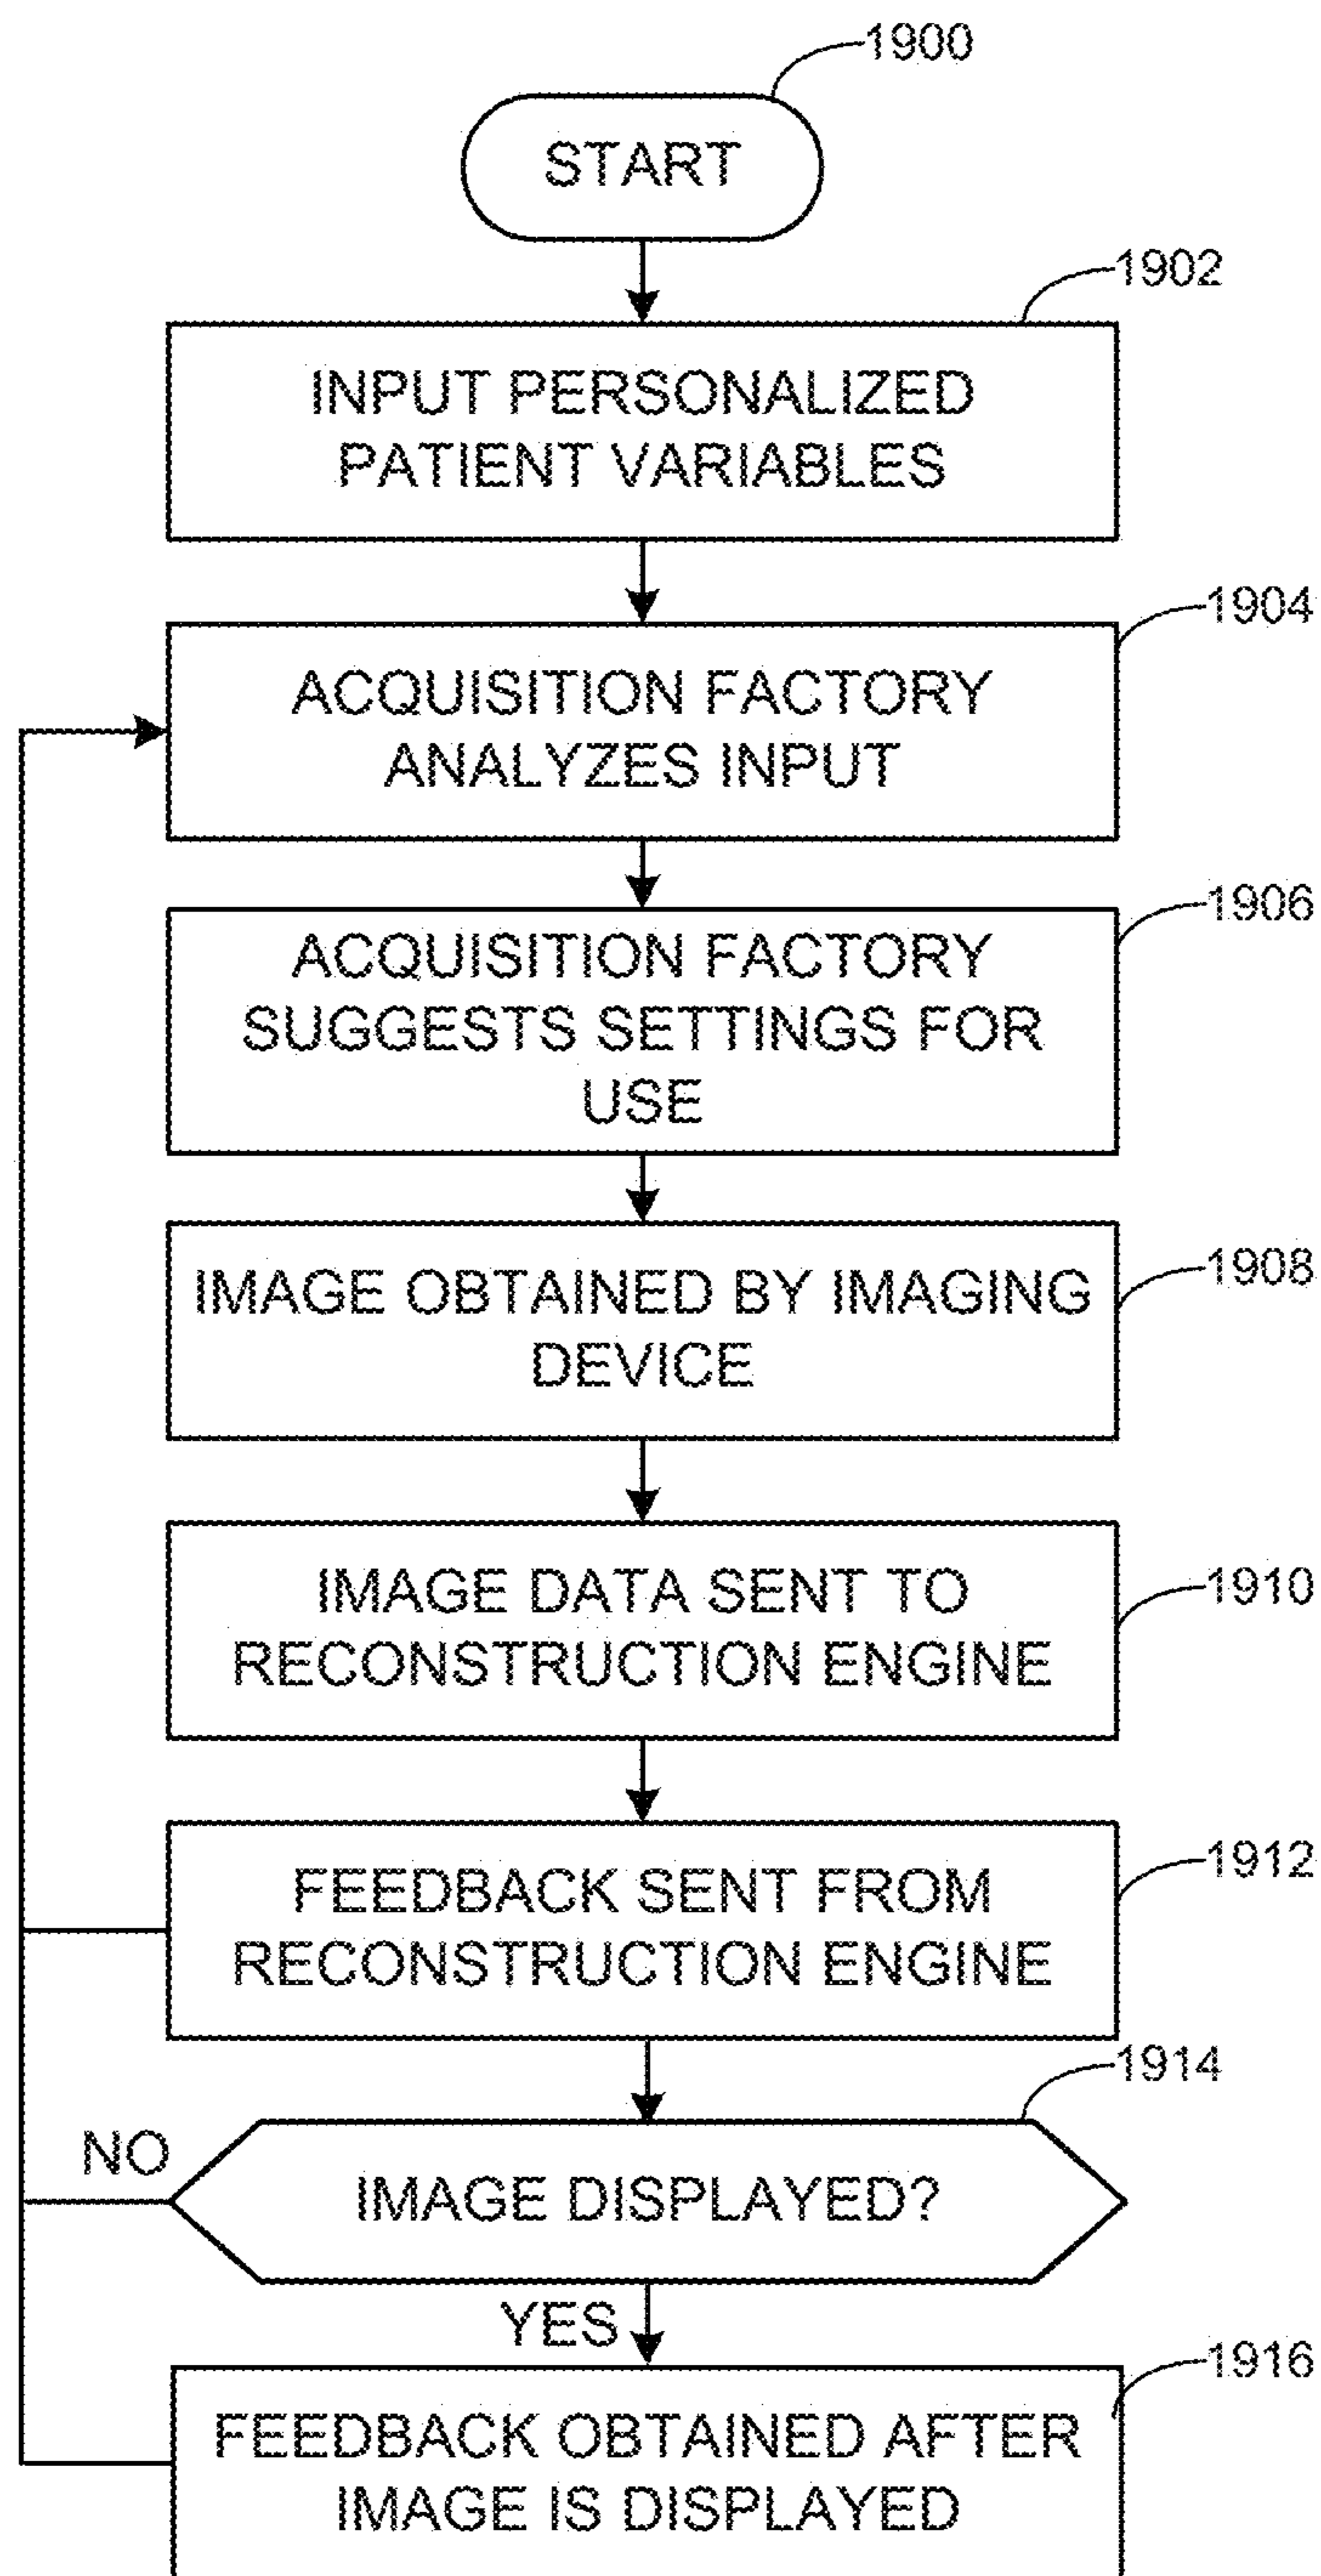 1900
START
1902
INPUT PERSONALIZED
PATIENT VARIABLES
1904
ACQUISITION FACTORY
ANALYZES INPUT
1906
ACQUISITION FACTORY
SUGGESTS SETTINGS FOR
USE
1908
IMAGE OBTAINED BY IMAGING
DEVICE
1910
IMAGE DATA SENT TO
RECONSTRUCTION ENGINE
1912
FEEDBACK SENT FROM
RECONSTRUCTION ENGINE
1914
NO
IMAGE DISPLAYED?
YES
1916
FEEDBACK OBTAINED AFTER
IMAGE IS DISPLAYED